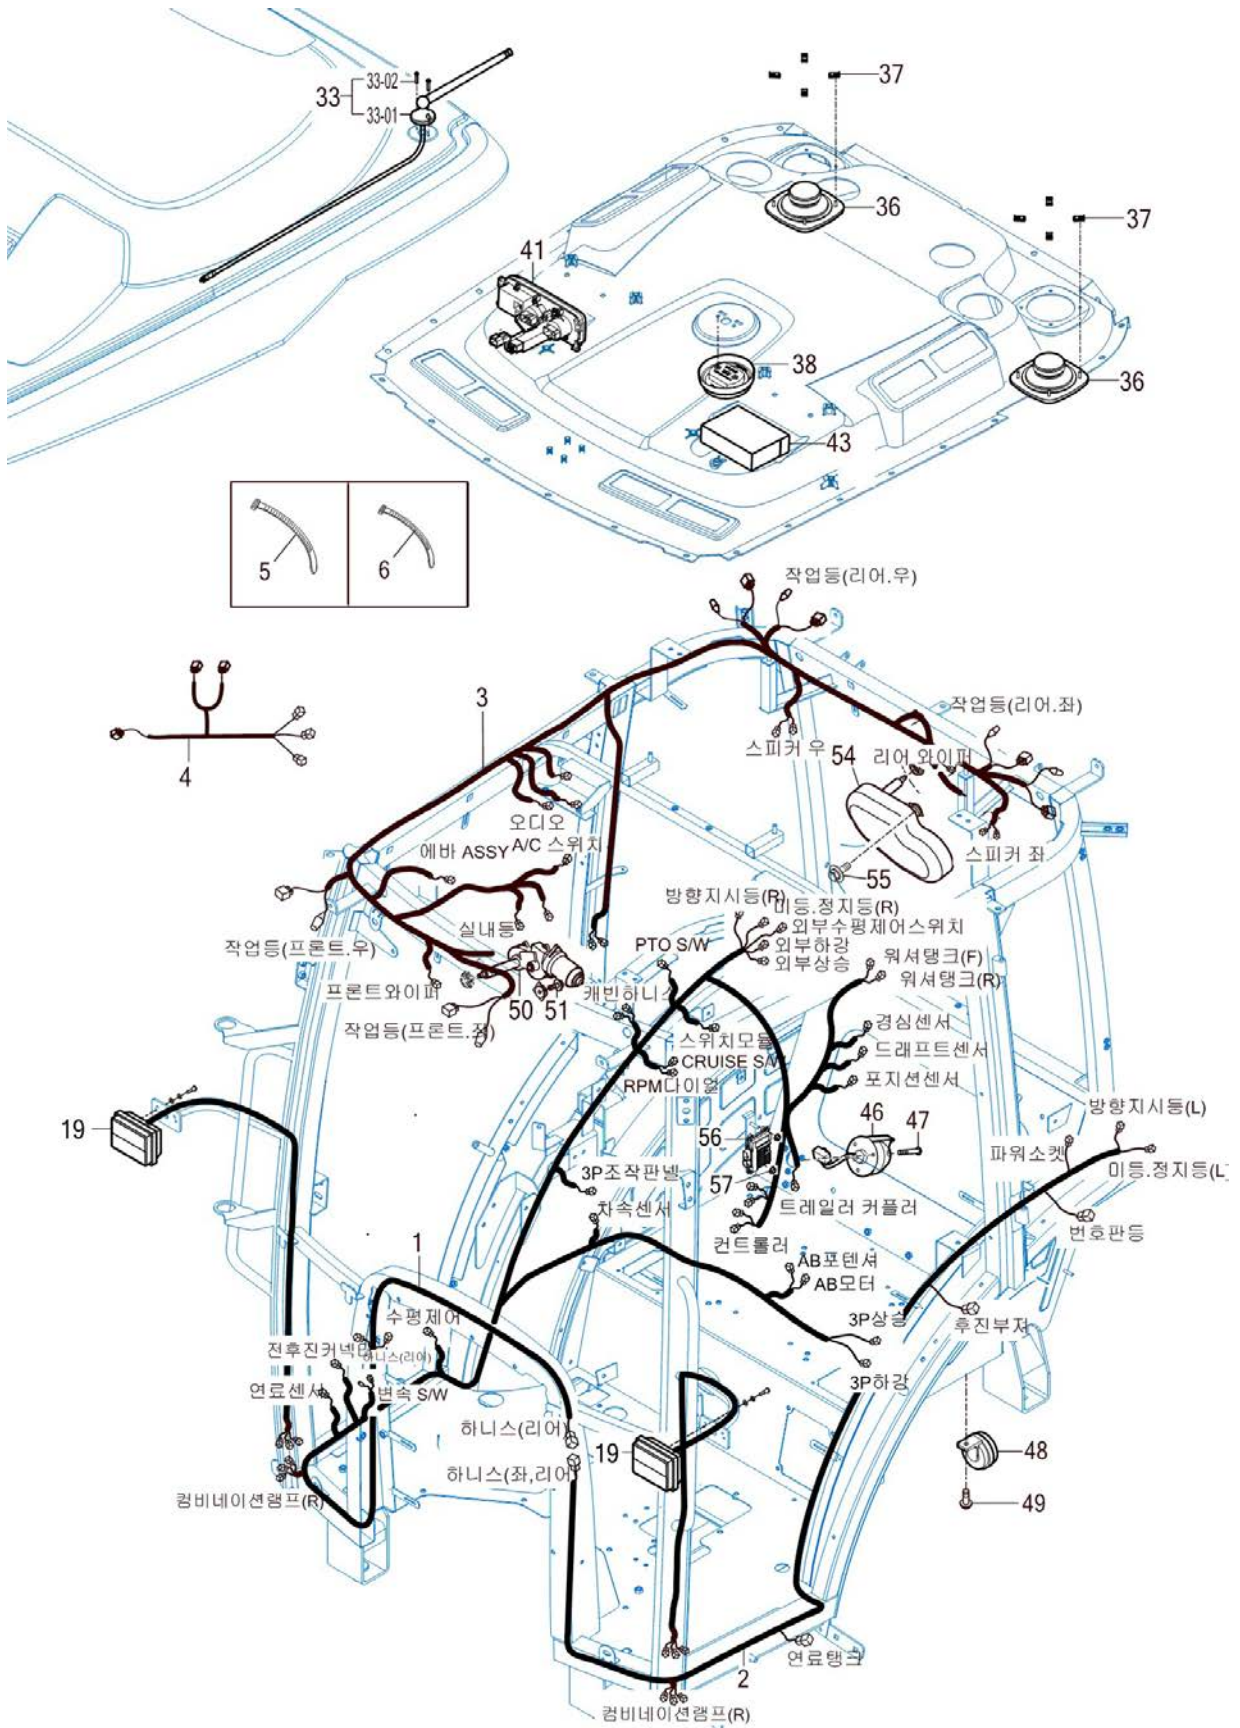 33-02
33
33-01
37
36
37
41
38
36
43
5
6
작업등(리어.우)
3
4
작업등(리어.좌)
스피커 우
리어 와이퍼
54
오디오
에바 ASSY
A/C 스위치
스피커 좌
55
방향지시등(R)
미등.정지등(R)
작업등(프론트.우)
실내등
PTO S/W
외부수평제어스위치
외부하강
외부상승
워셔탱크(F)
워셔탱크(R)
프론트와이퍼
50
51
캐빈하니
작업등(프론트.좌)
스위치모듈
CRUISE S/W
RPM다이얼
경심센서
드래프트센서
포지션센서
19
46
47
56
57
방향지시등(L)
파워소켓
미등.정지등(L)
3P조작판넬
차속센서
트레일러 커플러
컨트롤러
번호판등
1
AB포텐셔
AB모터
수평제어
3P상승
후진부저
전후진커넥터
하니스(리어)
연료센서
변속 S/W
3P하강
하니스(리어)
19
하니스(좌,리어
48
컴비네이션램프(R)
49
2
연료탱크
컴비네이션램프(R)